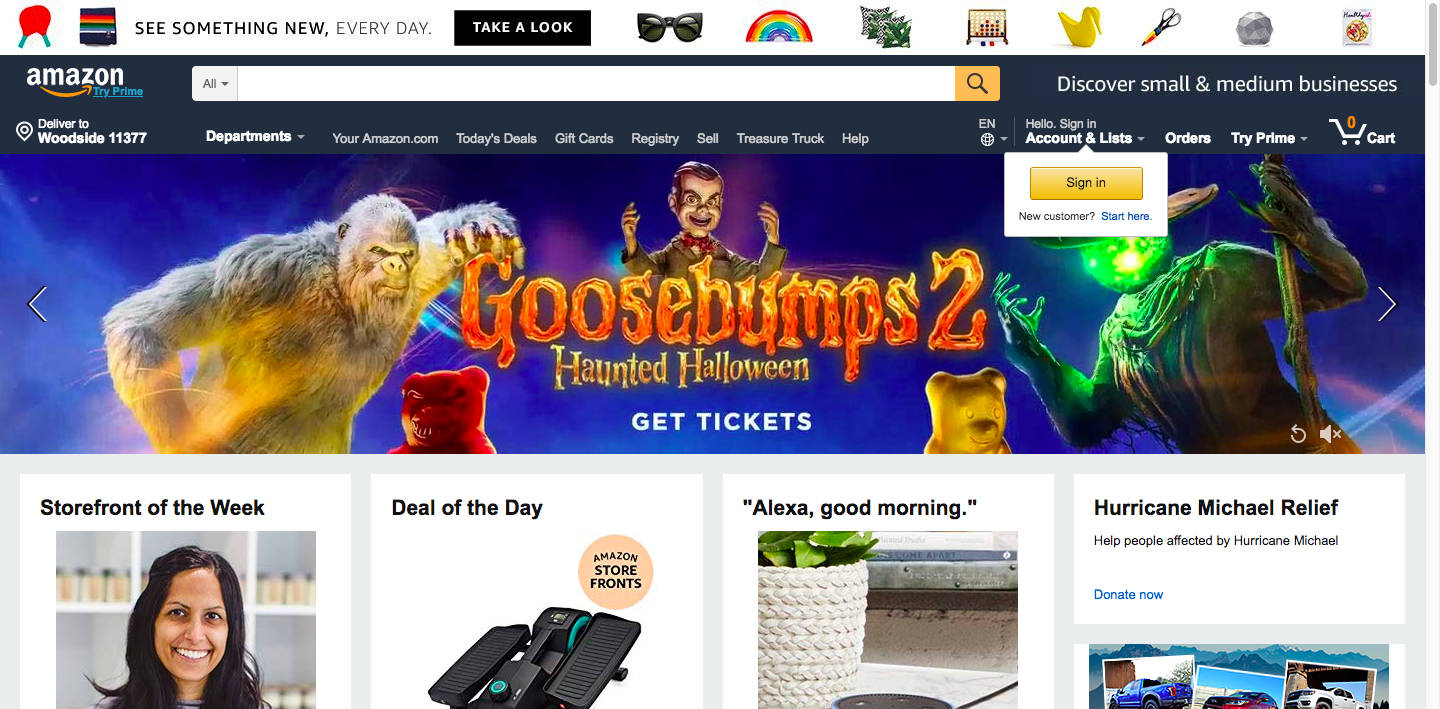 SEE SOMETHING NEW, EVERY DAY.
TAKE A LOOK
amazon
Try Prime
All
Discover small & medium businesses
Deliver to
Woodside 11377
Departments
Your Amazon.com
Today's Deals
Gift Cards
Registry
Sell
Treasure Truck
Help
EN
Hello. Sign in
Account & Lists
Orders
Try Prime
0
Cart
Sign in
New customer? Start here.
Goosebumps 2
Haunted Halloween
GET TICKETS
Storefront of the Week
Deal of the Day
AMAZON
STORE
FRONTS
"Alexa, good morning."
Hurricane Michael Relief
Help people affected by Hurricane Michael
Donate now